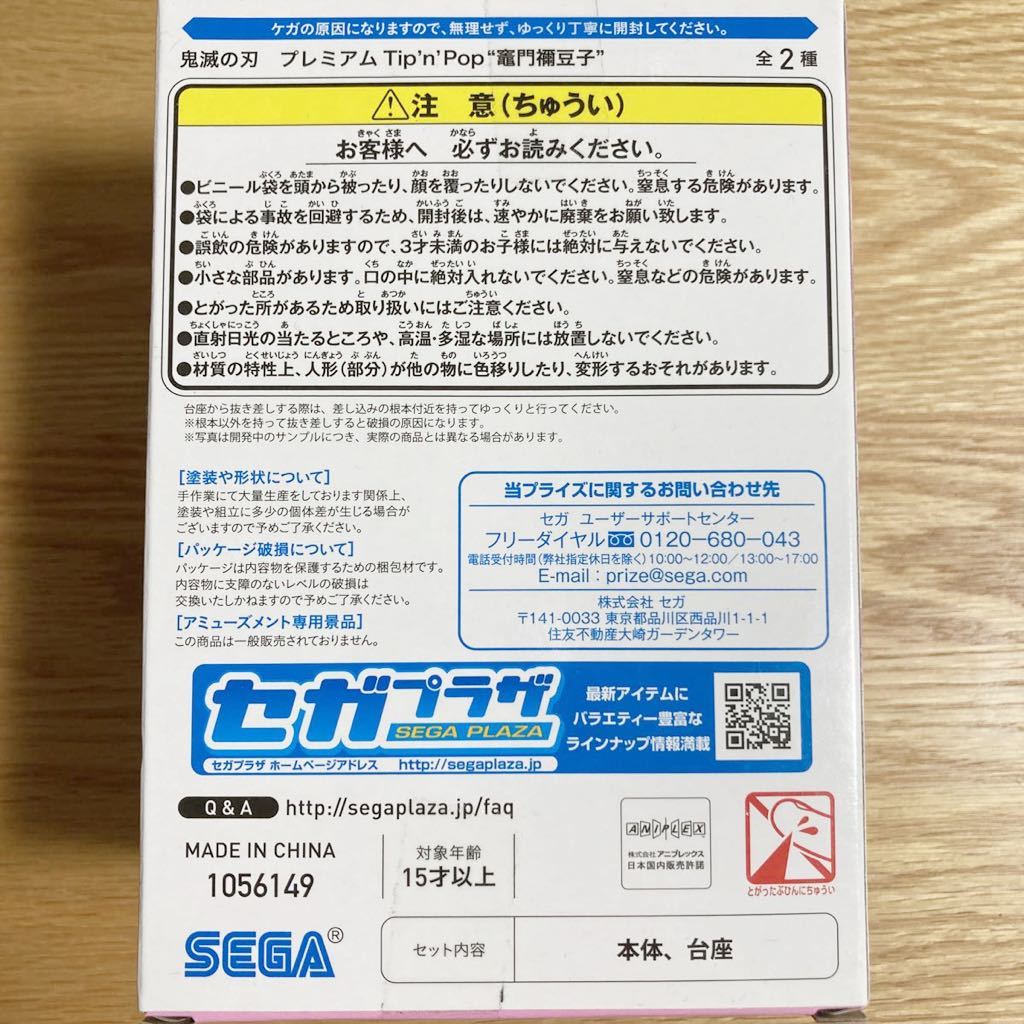 ケガの原因になりますので、無理せず、ゆっくり丁寧に開封してください。
鬼滅の刃　プレミアム Tip'n'Pop“竈門禰豆子”　全2種
⚠注　意(ちゅうい)
お客様へ　必ずお読みください。
●ビニール袋を頭から被ったり、顔を覆ったりしないでください。窒息する危険があります。
●袋による事故を回避するため、開封後は、速やかに廃棄をお願い致します。
●誤飲の危険がありますので、3才未満のお子様には絶対に与えないでください。
●小さな部品があります。口の中に絶対入れないでください。窒息などの危険があります。
●とがった所があるため取り扱いにはご注意ください。
●直射日光の当たるところや、高温・多湿な場所には放置しないでください。
●材質の特性上、人形(部分)が他の物に色移りしたり、変形するおそれがあります。
台座から抜き差しする際は、差し込みの根本付近を持ってゆっくりと行ってください。
※根本以外を持って抜き差しすると破損の原因になります。
※写真は開発中のサンプルにつき、実際の商品とは異なる場合があります。
[塗装や形状について]
手作業にて大量生産をしております関係上、
塗装や組立に多少の個体差が生じる場合が
ございますので予めご了承ください。
[パッケージ破損について]
パッケージは内容物を保護するための梱包材です。
内容物に支障のないレベルの破損は
交換いたしかねますので予めご了承ください。
[アミューズメント専用景品]
この商品は一般販売されておりません。
当プライズに関するお問い合わせ先
セガ ユーザーサポートセンター
フリーダイヤル 0120-680-043
電話受付時間(弊社指定休日を除く)10:00~12:00/13:00~17:00
E-mail : prize@sega.com
株式会社 セガ
〒141-0033 東京都品川区西品川1-1-1
住友不動産大崎ガーデンタワー
セガプラザ
SEGA PLAZA
セガプラザ ホームページアドレス　http://segaplaza.jp
最新アイテムに
バラエティー豊富な
ラインナップ情報満載
Q & A http://segaplaza.jp/faq
MADE IN CHINA
1056149
対象年齢
15才以上
ANIPLEX
株式会社 アニプレックス
日本国内販売許諾
とがったぶひんにちゅうい
SEGA®
セット内容　本体、台座